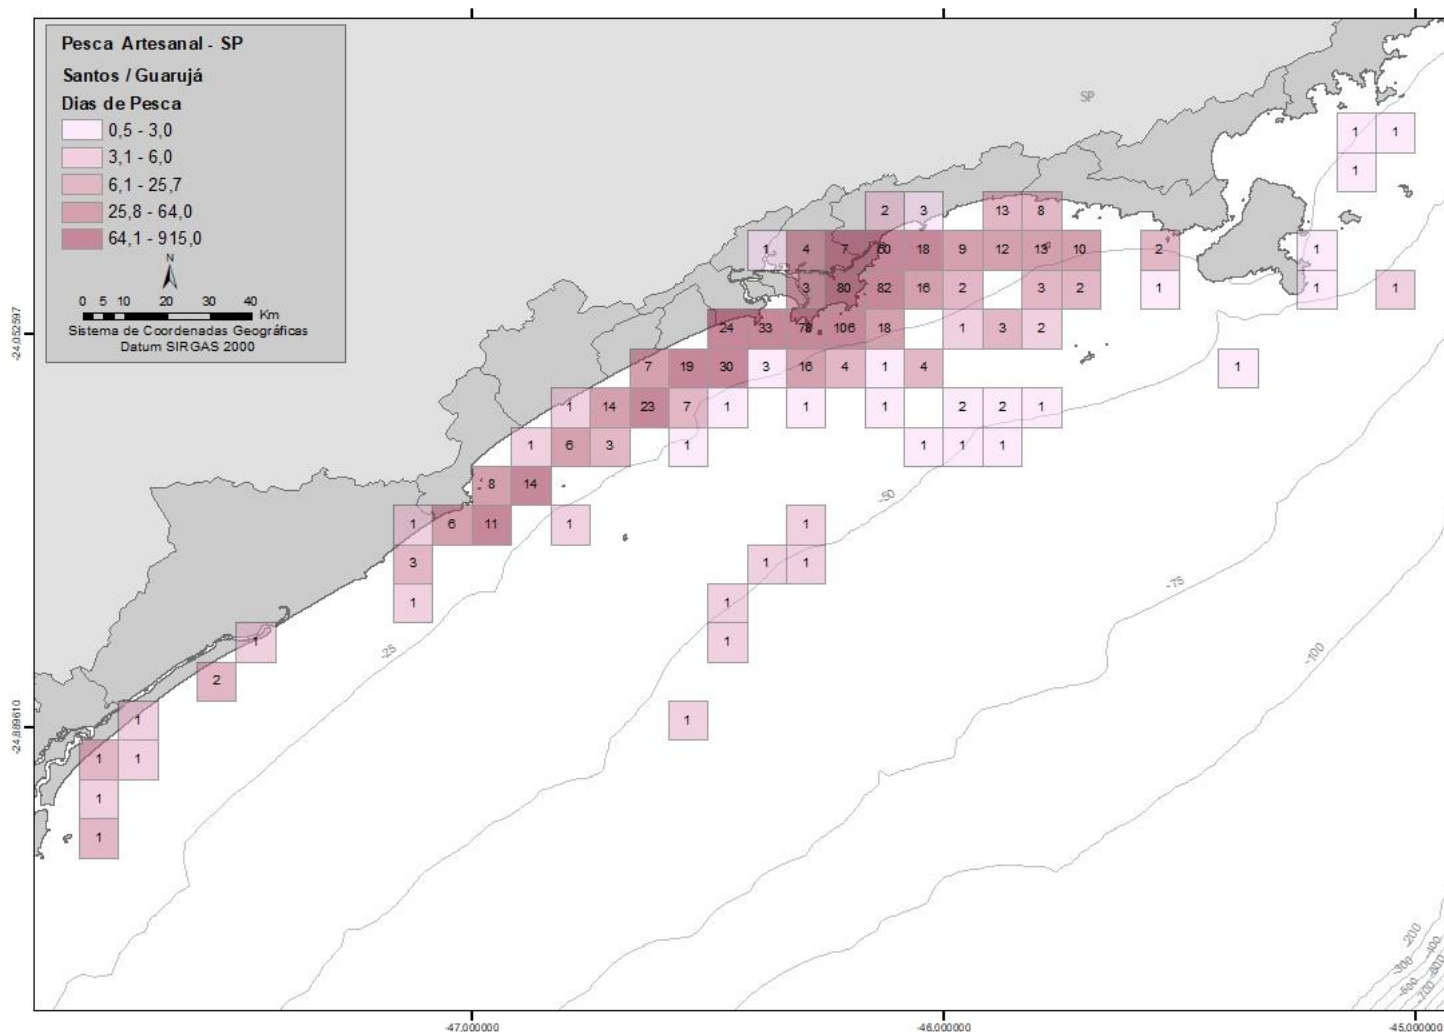 Pesca Artesanal - SP
Santos / Guarujá
Dias de Pesca
0,5 - 3,0
3,1 - 6,0
6,1 - 25,7
25,8 - 64,0
64,1 - 915,0
N
0 5 10 20 30 40
Km
Sistema de Coordenadas Geográficas
Datum SIRGAS 2000
SP
1 1
1
2 3 13 8
1 4 7 60 18 9 12 13 10 2 1
3 80 82 16 2 3 2 1 1 1
-24,052597
24 33 78 106 18 1 3 2
7 19 30 3 16 4 1 4 1
1 14 23 7 1 1 1 2 2 1
1 6 3 1 1 1 1
8 14
-50
1 6 11 1 1
3 1 1
-75
1 1
1 1
-25
-100
2
-24,889610
1 1
1 1
1
1
-200
-300
-400
-500
-600
-700
-47,000000
-46,000000
-45,000000